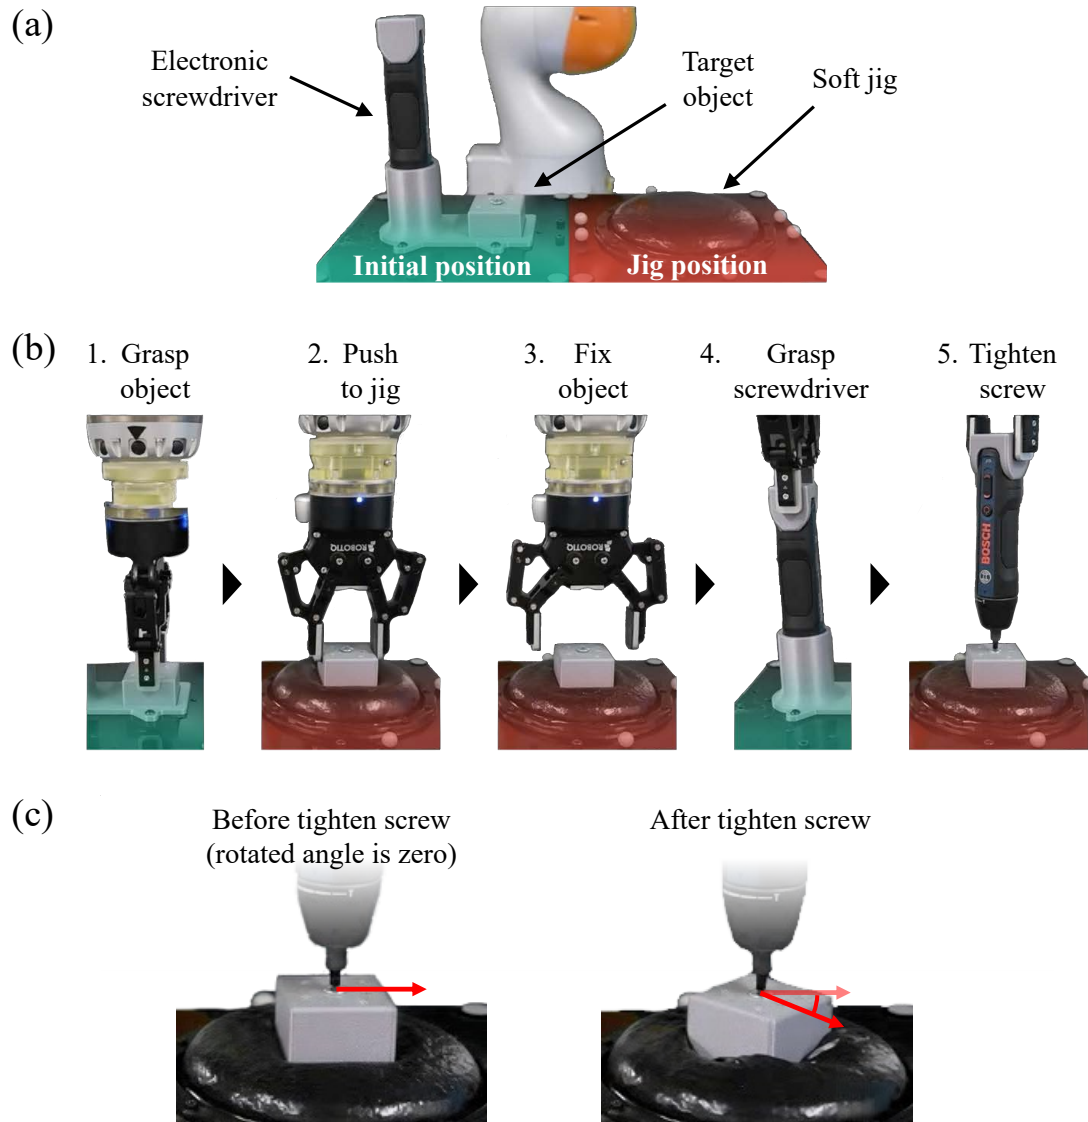 (a)
Electronic
screwdriver
Target
object
Soft jig
Initial position
Jig position
(b)
1. Grasp
object
2. Push
to jig
3. Fix
object
4. Grasp
screwdriver
5. Tighten
screw
ROBOTIQ
ROBOTIQ
BOSCH
(c)
Before tighten screw
(rotated angle is zero)
After tighten screw